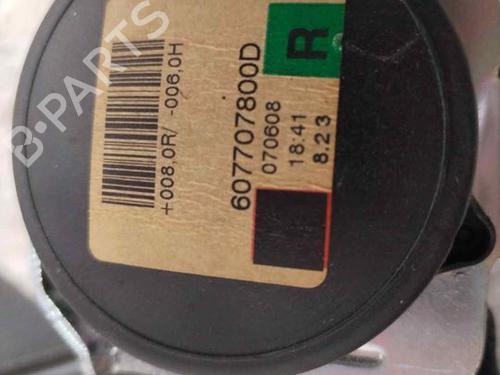 R
607707800D
070608
18:41
8.23
+008,0R/ -006,0H
B-PARTS